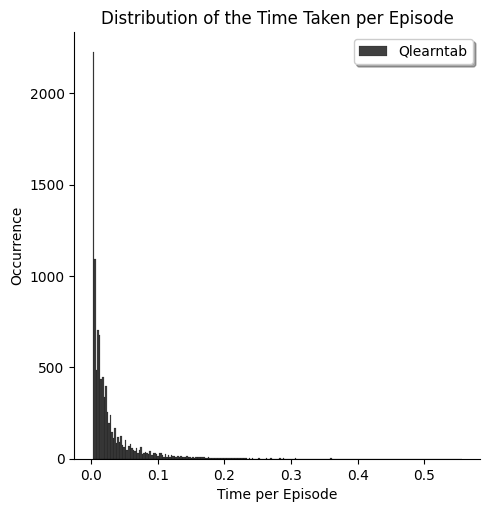 Distribution of the Time Taken per Episode
Qlearntab
2000
1500
1000
500
0
Occurrence
0.0 0.1 0.2 0.3 0.4 0.5
Time per Episode